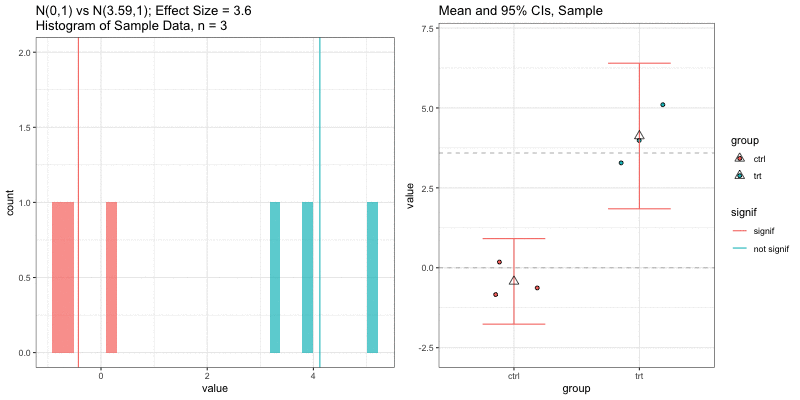 N(0,1) vs N(3.59,1); Effect Size = 3.6
Histogram of Sample Data, n = 3
2.0
1.5
1.0
0.5
0.0
count
0
2
4
value
Mean and 95% CIs, Sample
7.5
5.0
2.5
0.0
-2.5
value
ctrl
trt
group
group
ctrl
trt
signif
signif
not signif